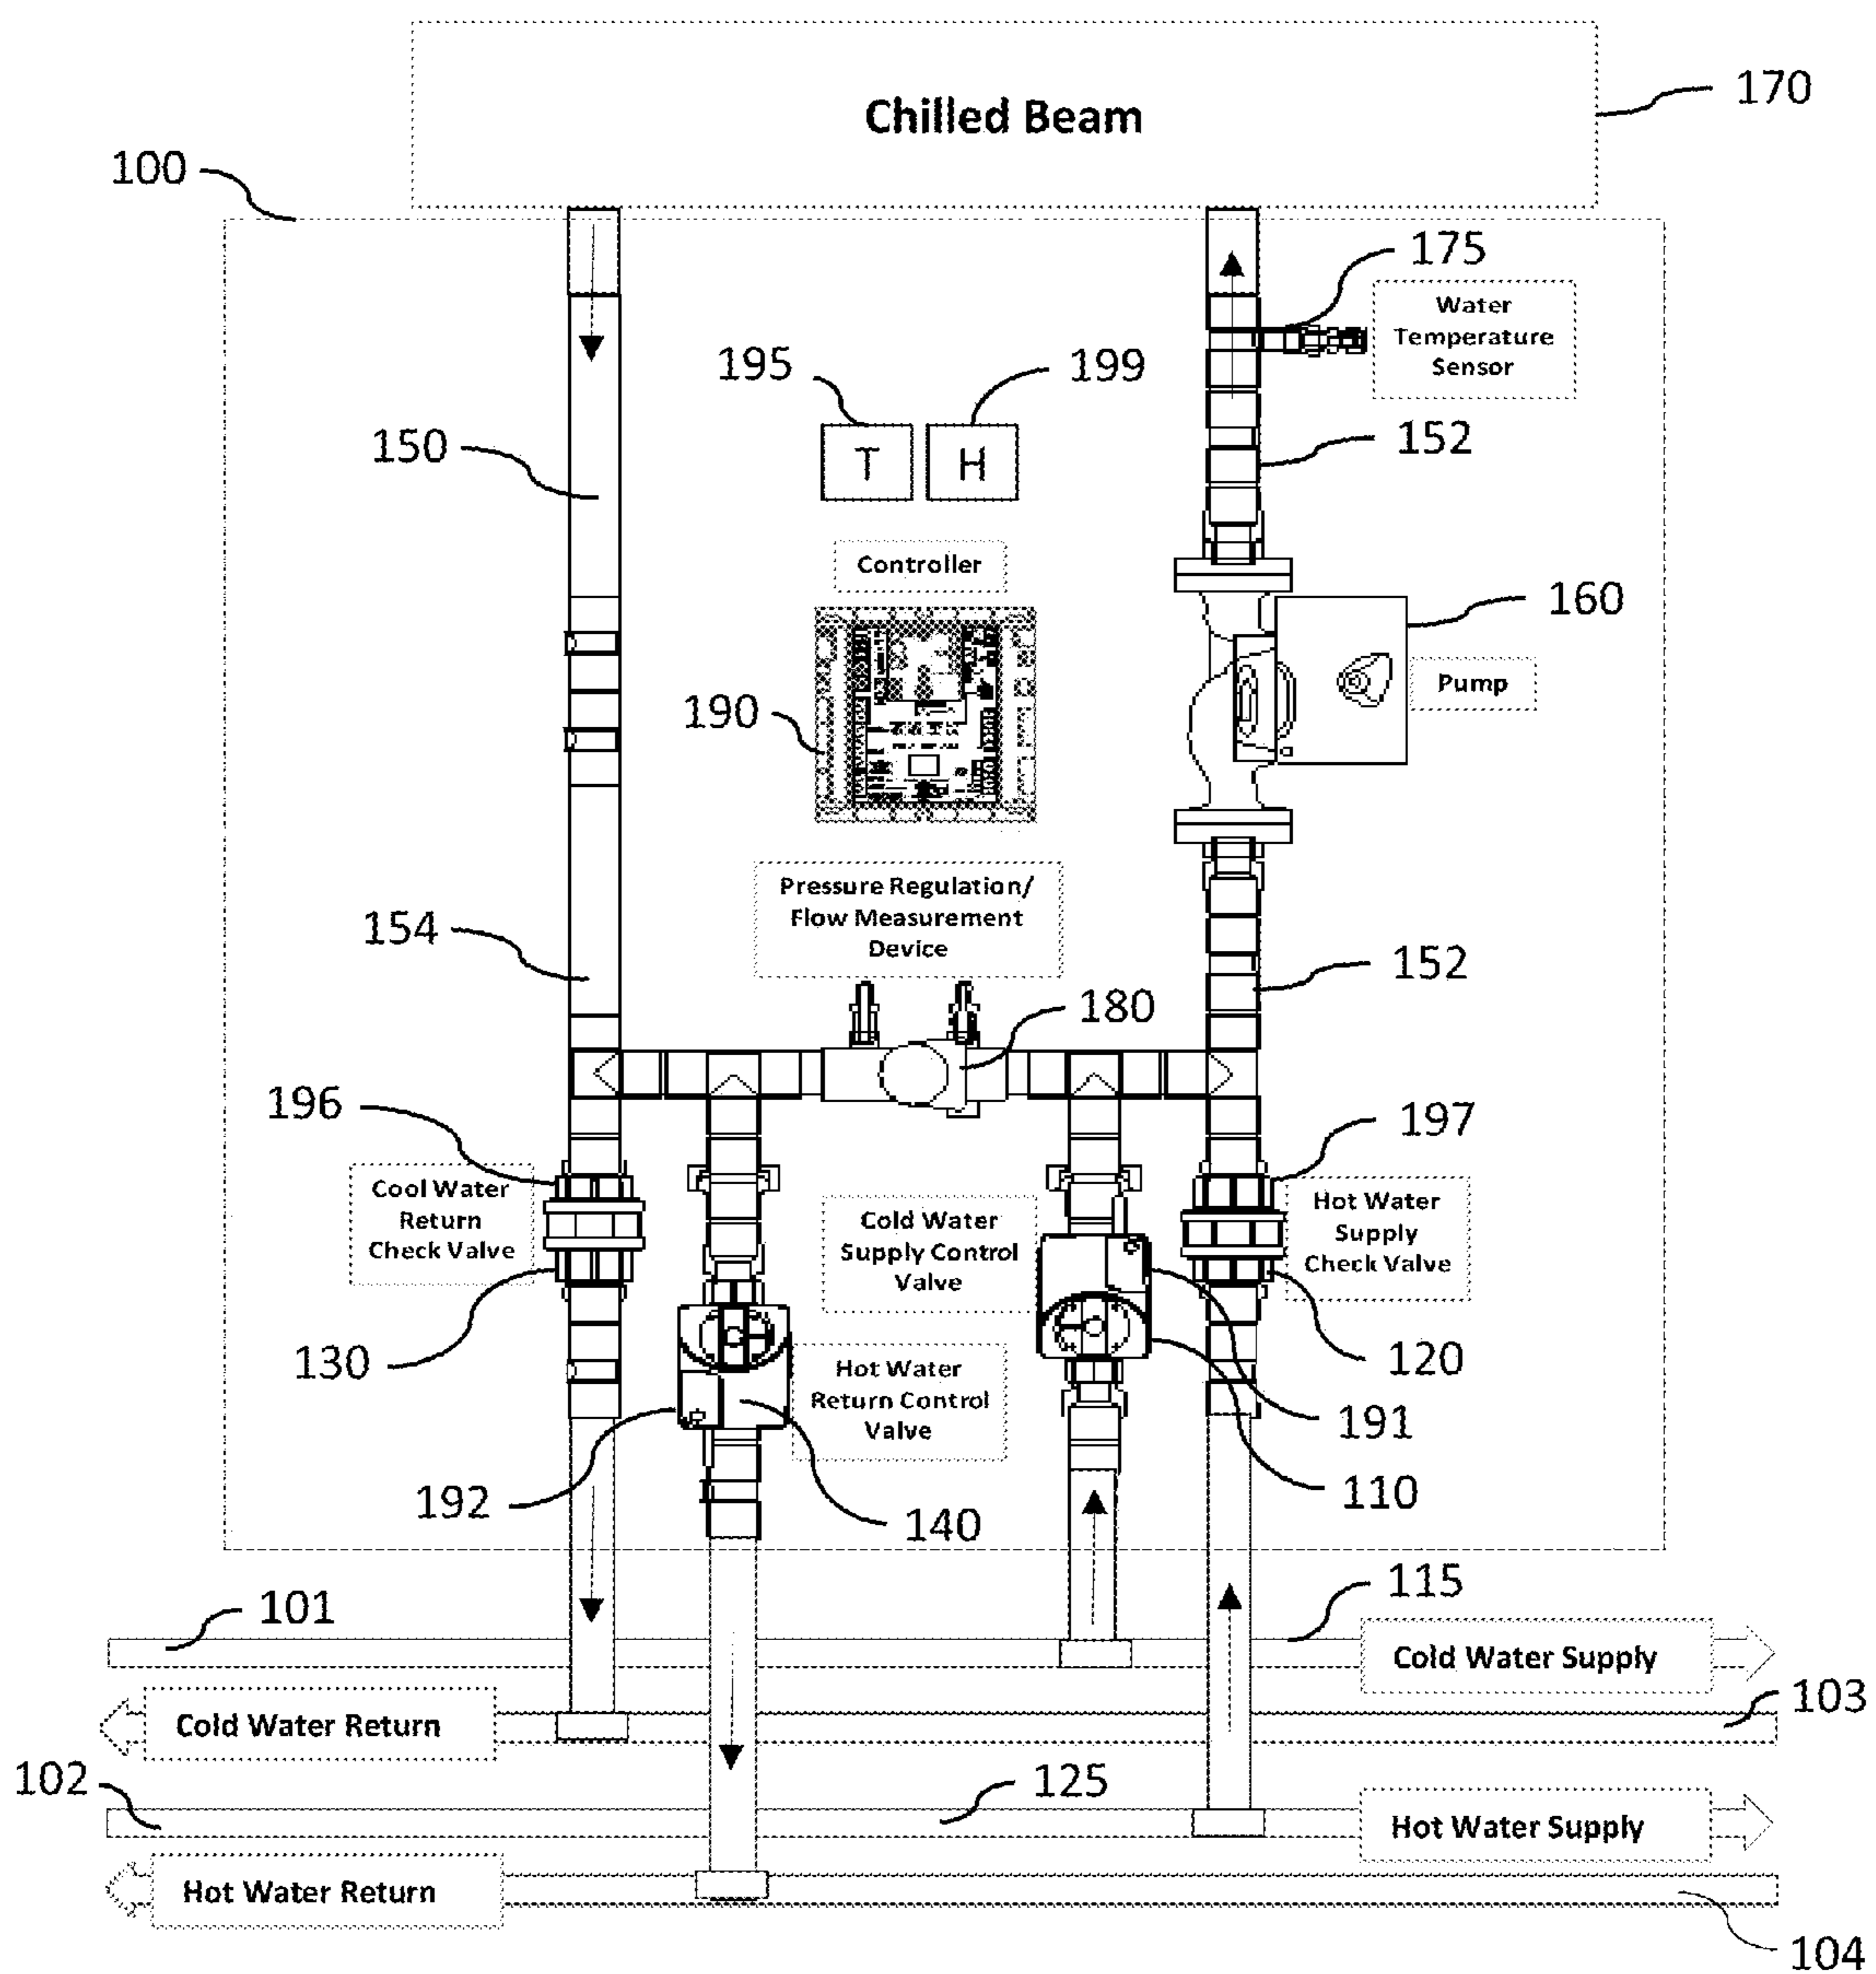 Chilled Beam
170
100
175
Water
Temperature
Sensor
195
199
152
150
T
H
Controller
160
Pump
190
Pressure Regulation/
Flow Measurement
Device
154
152
180
196
197
Cool Water
Return
Check Valve
Cold Water
Supply Control
Valve
Hot Water
Supply
Check Valve
130
120
Hot Water
Return Control
Valve
191
192
140
110
101
115
Cold Water Supply
103
Cold Water Return
102
125
Hot Water Supply
Hot Water Return
104